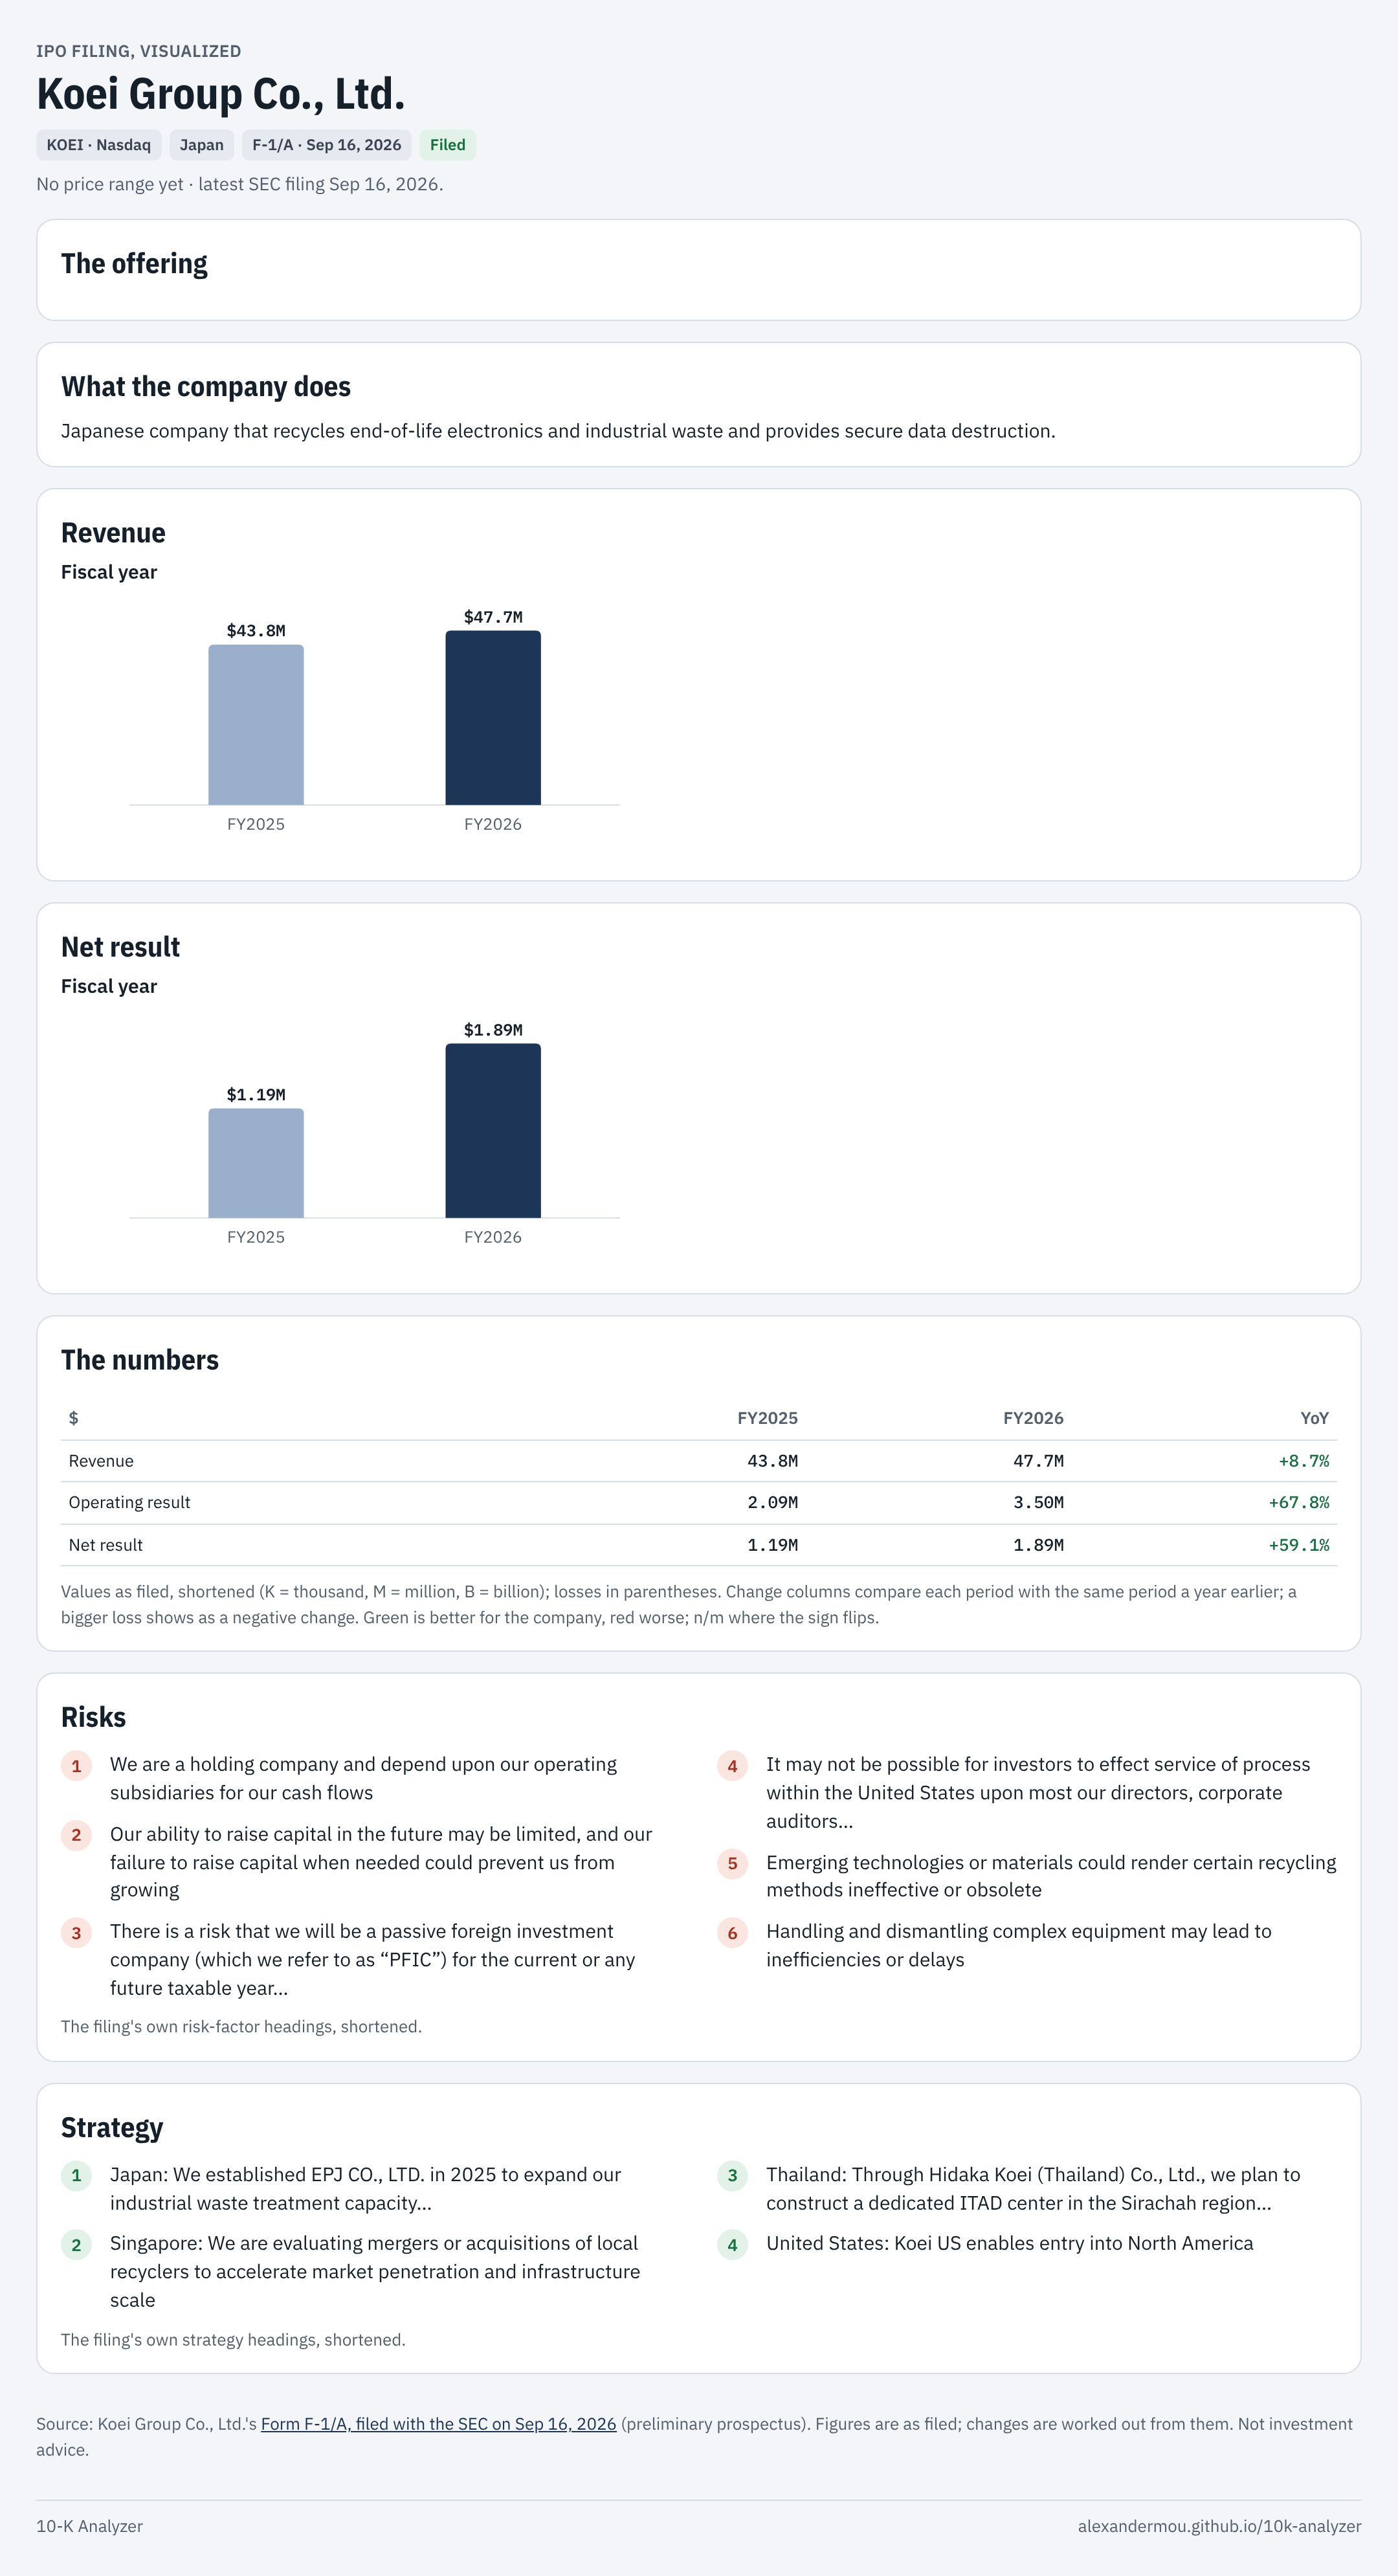 IPO FILING, VISUALIZED
Koei Group Co., Ltd.
KOEI · Nasdaq
Japan
F-1/A · Sep 16, 2026
Filed
No price range yet · latest SEC filing Sep 16, 2026.
The offering
What the company does
Japanese company that recycles end-of-life electronics and industrial waste and provides secure data destruction.
Revenue
Fiscal year
$43.8M
$47.7M
FY2025
FY2026
Net result
Fiscal year
$1.19M
$1.89M
FY2025
FY2026
The numbers
$ FY2025 FY2026 YoY
Revenue 43.8M 47.7M +8.7%
Operating result 2.09M 3.50M +67.8%
Net result 1.19M 1.89M +59.1%
Values as filed, shortened (K = thousand, M = million, B = billion); losses in parentheses. Change columns compare each period with the same period a year earlier; a
bigger loss shows as a negative change. Green is better for the company, red worse; n/m where the sign flips.
Risks
1 We are a holding company and depend upon our operating
subsidiaries for our cash flows
2 Our ability to raise capital in the future may be limited, and our
failure to raise capital when needed could prevent us from
growing
3 There is a risk that we will be a passive foreign investment
company (which we refer to as “PFIC”) for the current or any
future taxable year...
4 It may not be possible for investors to effect service of process
within the United States upon most our directors, corporate
auditors...
5 Emerging technologies or materials could render certain recycling
methods ineffective or obsolete
6 Handling and dismantling complex equipment may lead to
inefficiencies or delays
The filing's own risk-factor headings, shortened.
Strategy
1 Japan: We established EPJ CO., LTD. in 2025 to expand our
industrial waste treatment capacity...
2 Singapore: We are evaluating mergers or acquisitions of local
recyclers to accelerate market penetration and infrastructure
scale
3 Thailand: Through Hidaka Koei (Thailand) Co., Ltd., we plan to
construct a dedicated ITAD center in the Sirachah region...
4 United States: Koei US enables entry into North America
The filing's own strategy headings, shortened.
Source: Koei Group Co., Ltd.'s Form F-1/A, filed with the SEC on Sep 16, 2026 (preliminary prospectus). Figures are as filed; changes are worked out from them. Not investment
advice.
10-K Analyzer
alexandermou.github.io/10k-analyzer